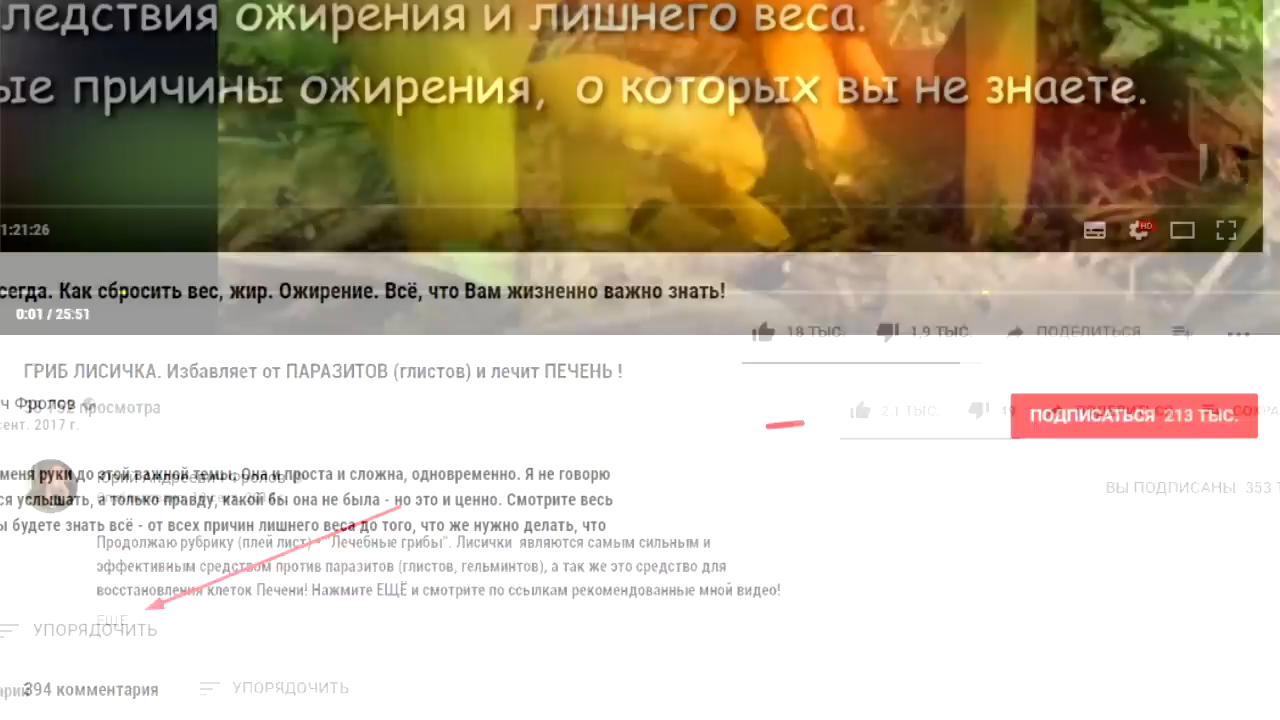 ледствия ожирения и лишнего веса.
ые причины ожирения, о которых вы не знаете.
1:21:26
HD
сегда. Как сбросить вес, жир. Ожирение. Всё, что Вам жизненно важно знать!
0:01 / 25:51
18 ТЫС. 1,9 ТЫС. ПОДЕЛИТЬСЯ
ГРИБ ЛИСИЧКА. Избавляет от ПАРАЗИТОВ (глистов) и лечит ПЕЧЕНЬ !
ч Фролов
просмотра
2,1 ТЫС. ПОДЕЛИТЬСЯ
ПОДПИСАТЬСЯ 213 ТЫС.
сент. 2017 г.
меня руки до этой важной темы. Она и проста и сложна, одновременно. Я не говорю
Юрий Андреевич Фролов
ВЫ ПОДПИСАНЫ 353 Т
ся услышать, а только правду, какой бы она не была - но это и ценно. Смотрите весь
ы будете знать всё - от всех причин лишнего веса до того, что же нужно делать, что
Продолжаю рубрику (плей лист) - "Лечебные грибы". Лисички являются самым сильным и
эффективным средством против паразитов (глистов, гельминтов), а так же это средство для
восстановления клеток Печени! Нажмите ЕЩЁ и смотрите по ссылкам рекомендованные мной видео!
ЕЩЁ
УПОРЯДОЧИТЬ
394 комментария УПОРЯДОЧИТЬ